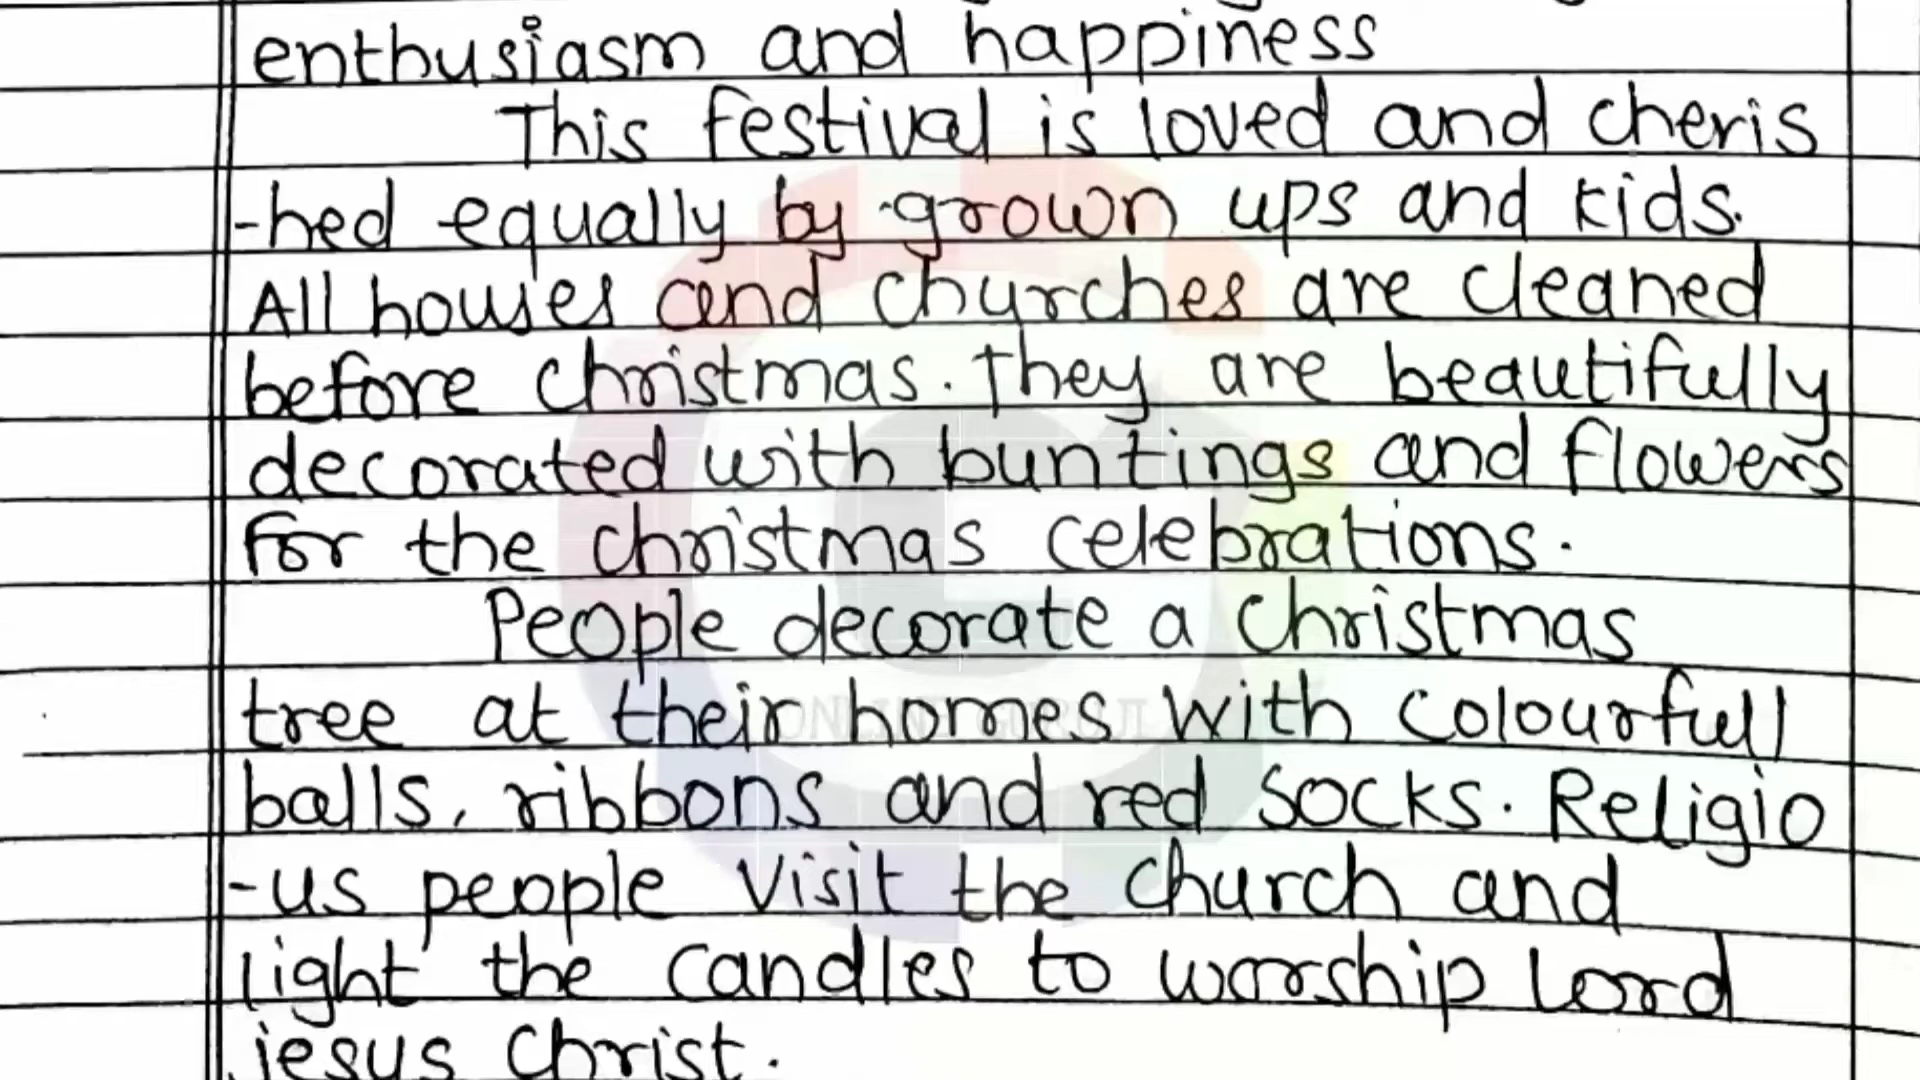 enthusiasm and happiness
This festival is loved and cheris
-hed equally by grown ups and kids.
All houses and churches are cleaned
before christmas. They are beautifully
decorated with buntings and flowers
for the christmas celebrations.
People decorate a christmas
tree at their homes with colourfull
balls, ribbons and red socks. Religio
-us people visit the church and
light the candles to worship lord
jesus christ.
ONLINE GURUJI